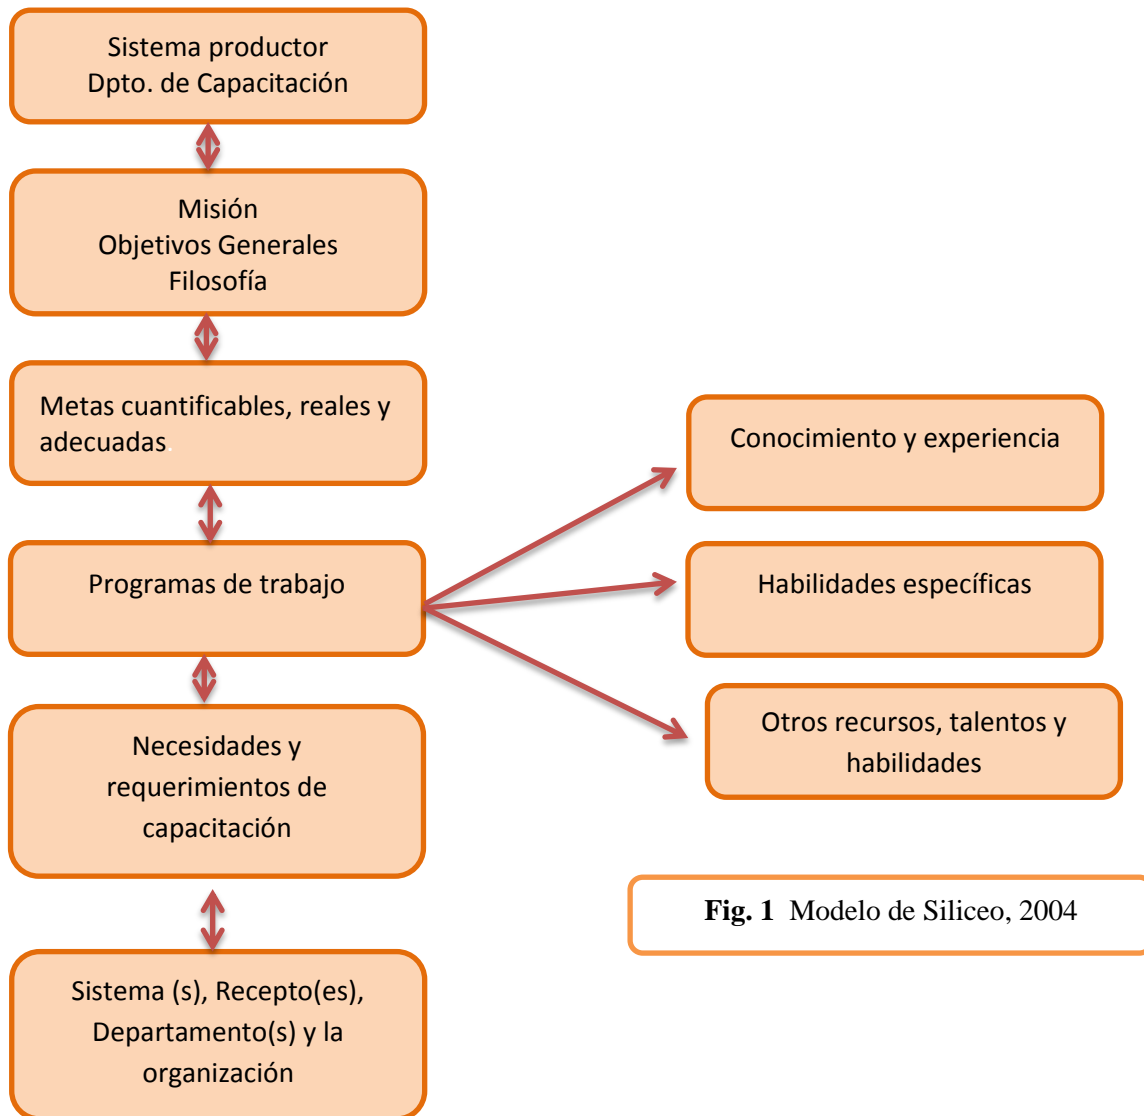 Sistema productor
Dpto. de Capacitación
Misión
Objetivos Generales
Filosofía
Metas cuantificables, reales y
adecuadas.
Programas de trabajo
Necesidades y
requerimientos de
capacitación
Sistema (s), Recepto(es),
Departamento(s) y la
organización
Conocimiento y experiencia
Habilidades específicas
Otros recursos, talentos y
habilidades
Fig. 1 Modelo de Siliceo, 2004